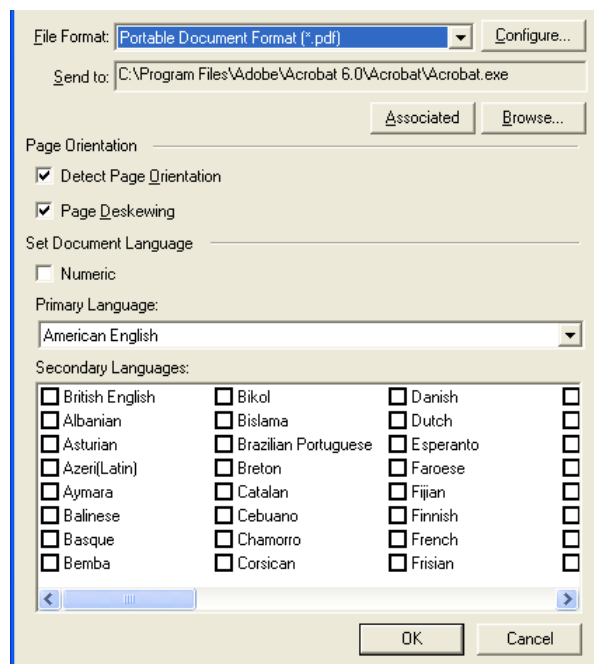 File Format: Portable Document Format (*.pdf) Configure...
Send to: C:\Program Files\Adobe\Acrobat 6.0\Acrobat\Acrobat.exe
Associated Browse...
Page Orientation
Detect Page Orientation
Page Deskewing
Set Document Language
Numeric
Primary Language:
American English
Secondary Languages:
British English Bikol Danish
Albanian Bislama Dutch
Asturian Brazilian Portuguese Esperanto
Azeri(Latin) Breton Faroese
Aymara Catalan Fijian
Balinese Cebuano Finnish
Basque Chamorro French
Bemba Corsican Frisian
OK Cancel